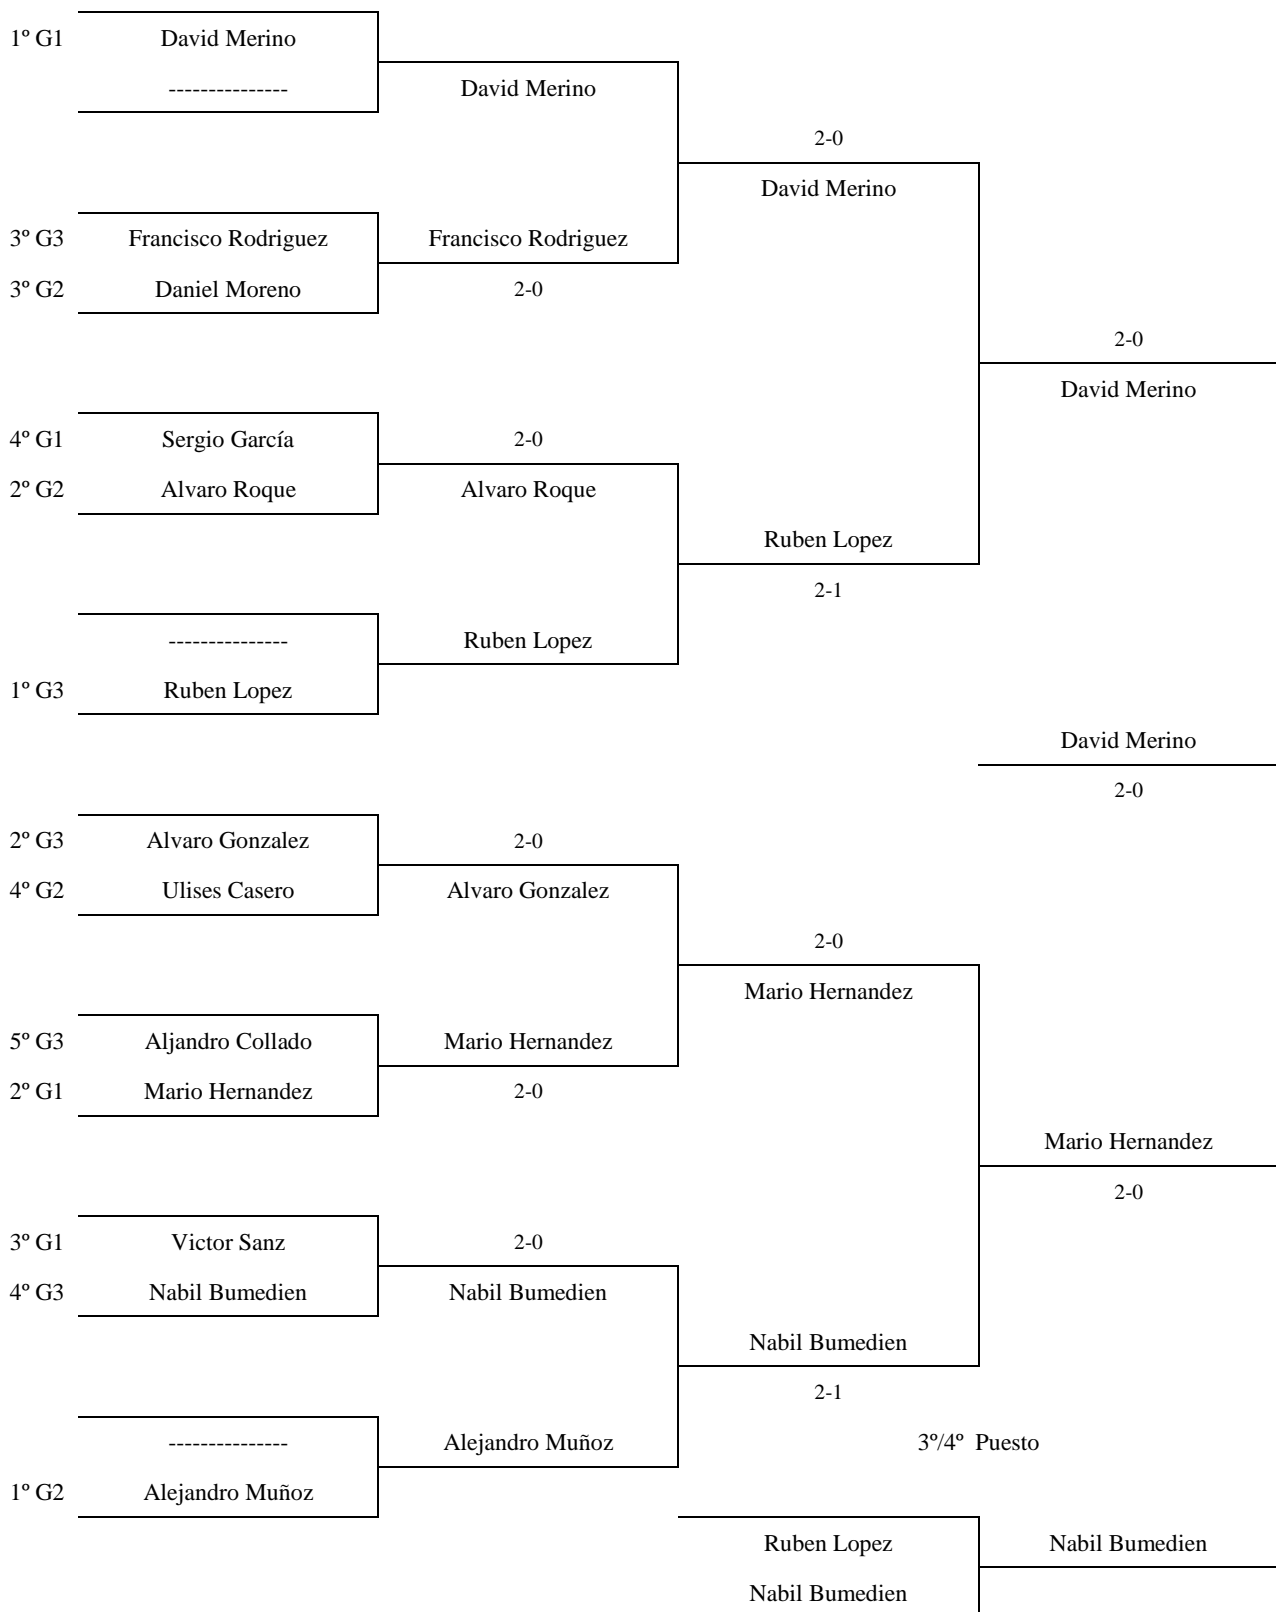 1º G1 David Merino
--------------- David Merino
2-0
David Merino
3º G3 Francisco Rodriguez Francisco Rodriguez
3º G2 Daniel Moreno 2-0
2-0
David Merino
4º G1 Sergio García 2-0
2º G2 Alvaro Roque Alvaro Roque
Ruben Lopez
2-1
--------------- Ruben Lopez
1º G3 Ruben Lopez
David Merino
2-0
2º G3 Alvaro Gonzalez 2-0
4º G2 Ulises Casero Alvaro Gonzalez
2-0
Mario Hernandez
5º G3 Aljandro Collado Mario Hernandez
2º G1 Mario Hernandez 2-0
Mario Hernandez
2-0
3º G1 Victor Sanz 2-0
4º G3 Nabil Bumedien Nabil Bumedien
Nabil Bumedien
2-1
--------------- Alejandro Muñoz 3º/4º Puesto
1º G2 Alejandro Muñoz
Ruben Lopez Nabil Bumedien
Nabil Bumedien